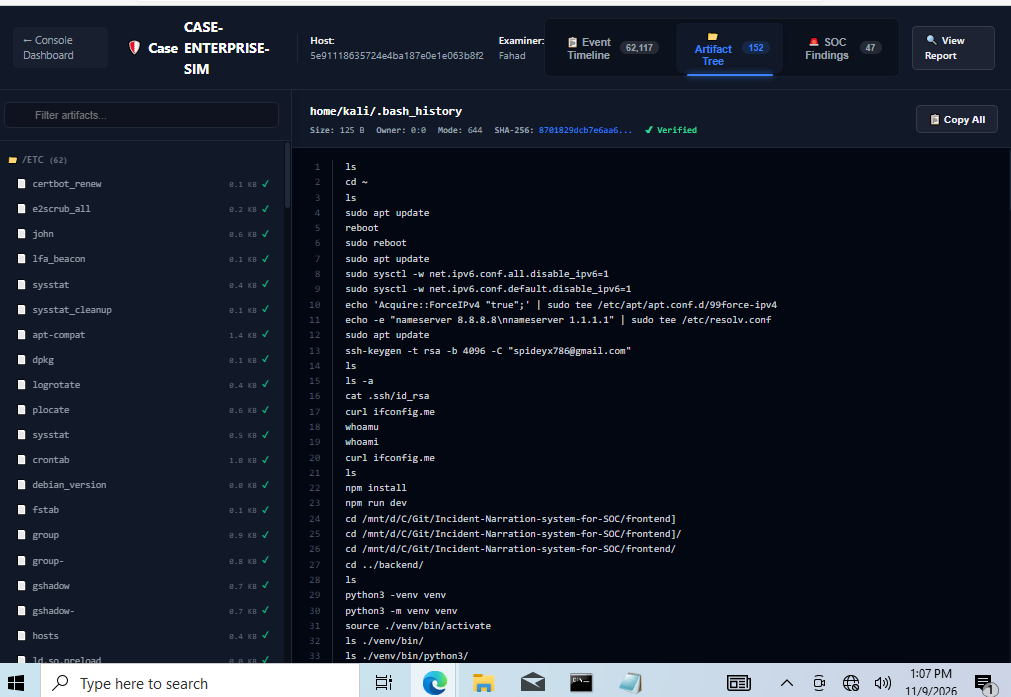 ← Console
Dashboard
Case
CASE-
ENTERPRISE-
SIM
Host:
5e91118635724e4ba187e0e1e063b8f2
Examiner:
Fahad
Event
Timeline
62,117
Artifact
Tree
152
SOC
Findings
47
View
Report
Filter artifacts...
/ETC (62)
certbot_renew 0.1 KB ✓
e2scrub_all 0.2 KB ✓
john 0.6 KB ✓
lfa_beacon 0.1 KB ✓
sysstat 0.4 KB ✓
sysstat_cleanup 0.1 KB ✓
apt-compat 1.4 KB ✓
dpkg 0.1 KB ✓
logrotate 0.4 KB ✓
plocate 0.6 KB ✓
sysstat 0.5 KB ✓
crontab 1.0 KB ✓
debian_version 0.0 KB ✓
fstab 0.1 KB ✓
group 0.9 KB ✓
group- 0.8 KB ✓
gshadow 0.7 KB ✓
gshadow- 0.7 KB ✓
hosts 0.4 KB ✓
ld.so.preload 0.0 KB ✓
home/kali/.bash_history
Size: 125 B Owner: 0:0 Mode: 644 SHA-256: 8701829dcb7e6aa6... ✓ Verified
Copy All
1 ls
2 cd ~
3 ls
4 sudo apt update
5 reboot
6 sudo reboot
7 sudo apt update
8 sudo sysctl -w net.ipv6.conf.all.disable_ipv6=1
9 sudo sysctl -w net.ipv6.conf.default.disable_ipv6=1
10 echo 'Acquire::ForceIPv4 "true";' | sudo tee /etc/apt/apt.conf.d/99force-ipv4
11 echo -e "nameserver 8.8.8.8\nnameserver 1.1.1.1" | sudo tee /etc/resolv.conf
12 sudo apt update
13 ssh-keygen -t rsa -b 4096 -C "spideyx786@gmail.com"
14 ls
15 ls -a
16 cat .ssh/id_rsa
17 curl ifconfig.me
18 whoamu
19 whoami
20 curl ifconfig.me
21 ls
22 npm install
23 npm run dev
24 cd /mnt/d/C/Git/Incident-Narration-system-for-SOC/frontend]
25 cd /mnt/d/C/Git/Incident-Narration-system-for-SOC/frontend]/
26 cd /mnt/d/C/Git/Incident-Narration-system-for-SOC/frontend/
27 cd ../backend/
28 ls
29 python3 -venv venv
30 python3 -m venv venv
31 source ./venv/bin/activate
32 ls ./venv/bin/
33 ls ./venv/bin/python3/
Type here to search
1:07 PM
11/9/2026
1